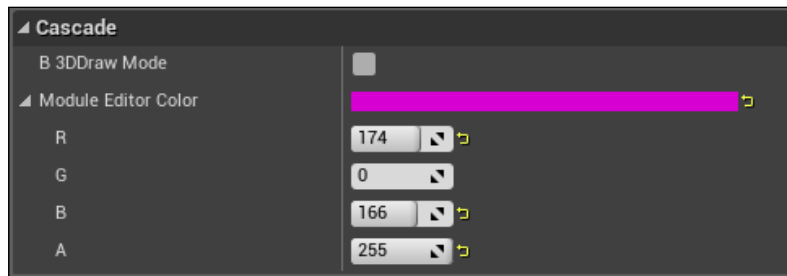 Cascade
B 3DDraw Mode
Module Editor Color
R 174
G 0
B 166
A 255